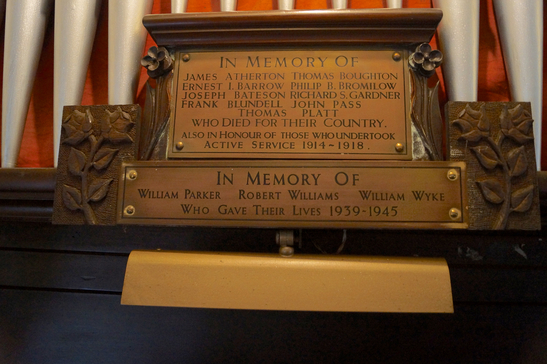 IN MEMORY OF
JAMES ATHERTON THOMAS BOUGHTON
ERNEST J. BARROW PHILIP B. BROMILOW
JOSEPH BATESON RICHARD S. GARDNER
FRANK BLUNDELL JOHN PASS
THOMAS PLATT
WHO DIED FOR THEIR COUNTRY.
ALSO IN HONOUR OF THOSE WHO UNDERTOOK
ACTIVE SERVICE 1914 - 1918.
IN MEMORY OF
WILLIAM PARKER ROBERT WILLIAMS WILLIAM WYKE
WHO GAVE THEIR LIVES 1939-1945